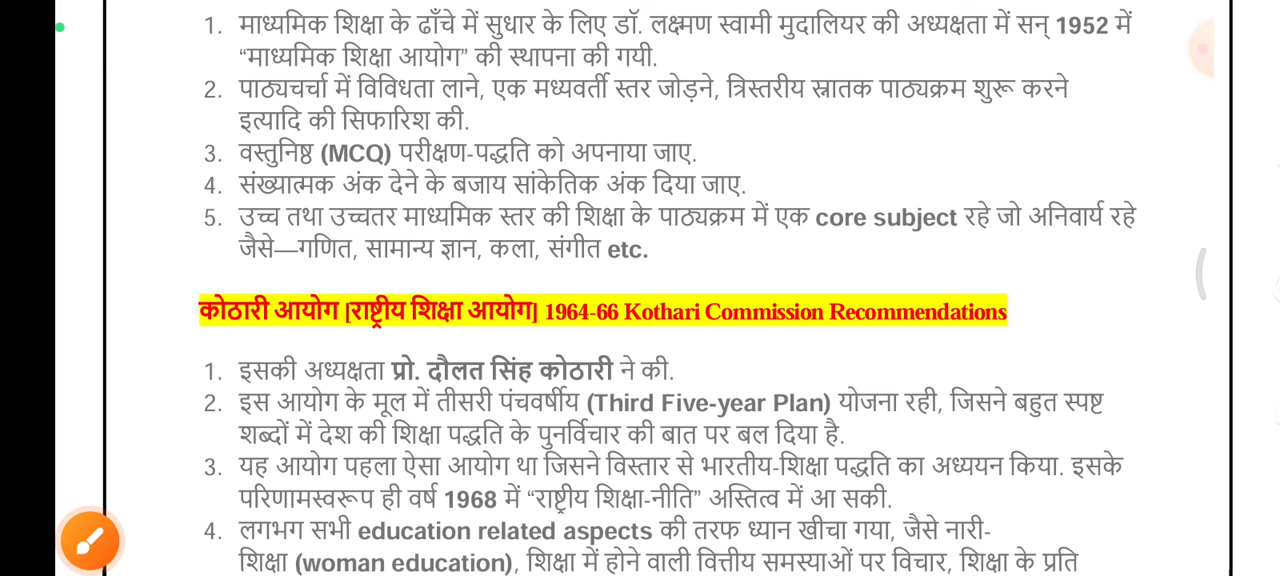 1. माध्यमिक शिक्षा के ढाँचे में सुधार के लिए डॉ. लक्ष्मण स्वामी मुदालियर की अध्यक्षता में सन् 1952 में
“माध्यमिक शिक्षा आयोग” की स्थापना की गयी.
2. पाठ्यचर्चा में विविधता लाने, एक मध्यवर्ती स्तर जोड़ने, त्रिस्तरीय स्नातक पाठ्यक्रम शुरू करने
इत्यादि की सिफारिश की.
3. वस्तुनिष्ठ (MCQ) परीक्षण-पद्धति को अपनाया जाए.
4. संख्यात्मक अंक देने के बजाय सांकेतिक अंक दिया जाए.
5. उच्च तथा उच्चतर माध्यमिक स्तर की शिक्षा के पाठ्यक्रम में एक core subject रहे जो अनिवार्य रहे
जैसे—गणित, सामान्य ज्ञान, कला, संगीत etc.
कोठारी आयोग [राष्ट्रीय शिक्षा आयोग] 1964-66 Kothari Commission Recommendations
1. इसकी अध्यक्षता प्रो. दौलत सिंह कोठारी ने की.
2. इस आयोग के मूल में तीसरी पंचवर्षीय (Third Five-year Plan) योजना रही, जिसने बहुत स्पष्ट
शब्दों में देश की शिक्षा पद्धति के पुनर्विचार की बात पर बल दिया है.
3. यह आयोग पहला ऐसा आयोग था जिसने विस्तार से भारतीय-शिक्षा पद्धति का अध्ययन किया. इसके
परिणामस्वरूप ही वर्ष 1968 में “राष्ट्रीय शिक्षा-नीति” अस्तित्व में आ सकी.
4. लगभग सभी education related aspects की तरफ ध्यान खीचा गया, जैसे नारी-
शिक्षा (woman education), शिक्षा में होने वाली वित्तीय समस्याओं पर विचार, शिक्षा के प्रति